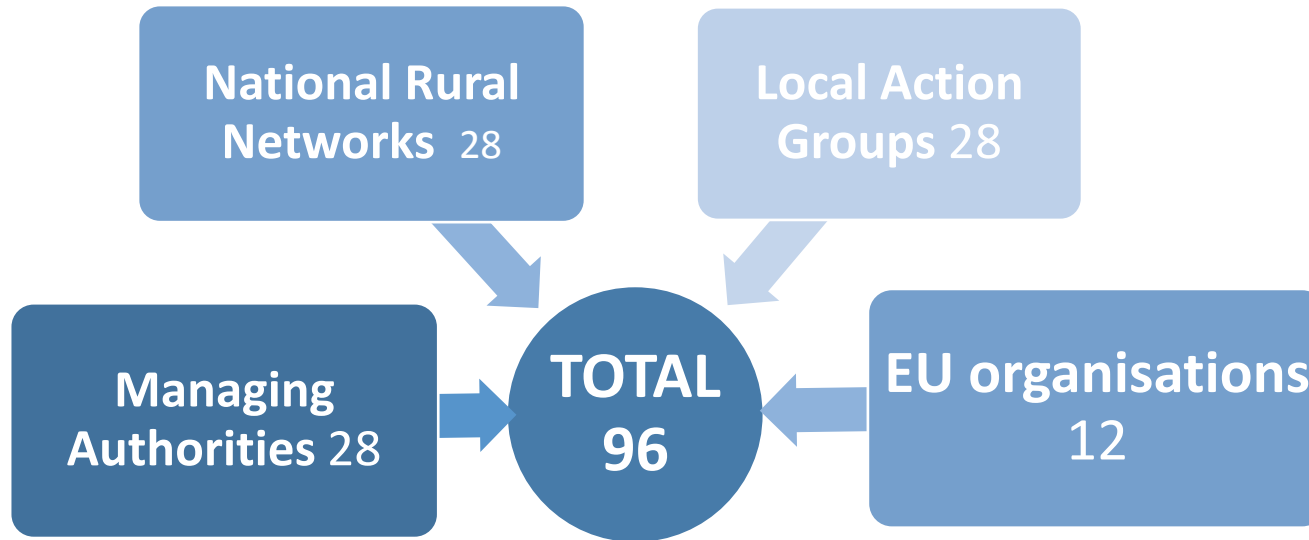 National Rural
Networks 28
Local Action
Groups 28
Managing
Authorities 28
TOTAL
96
EU organisations
12